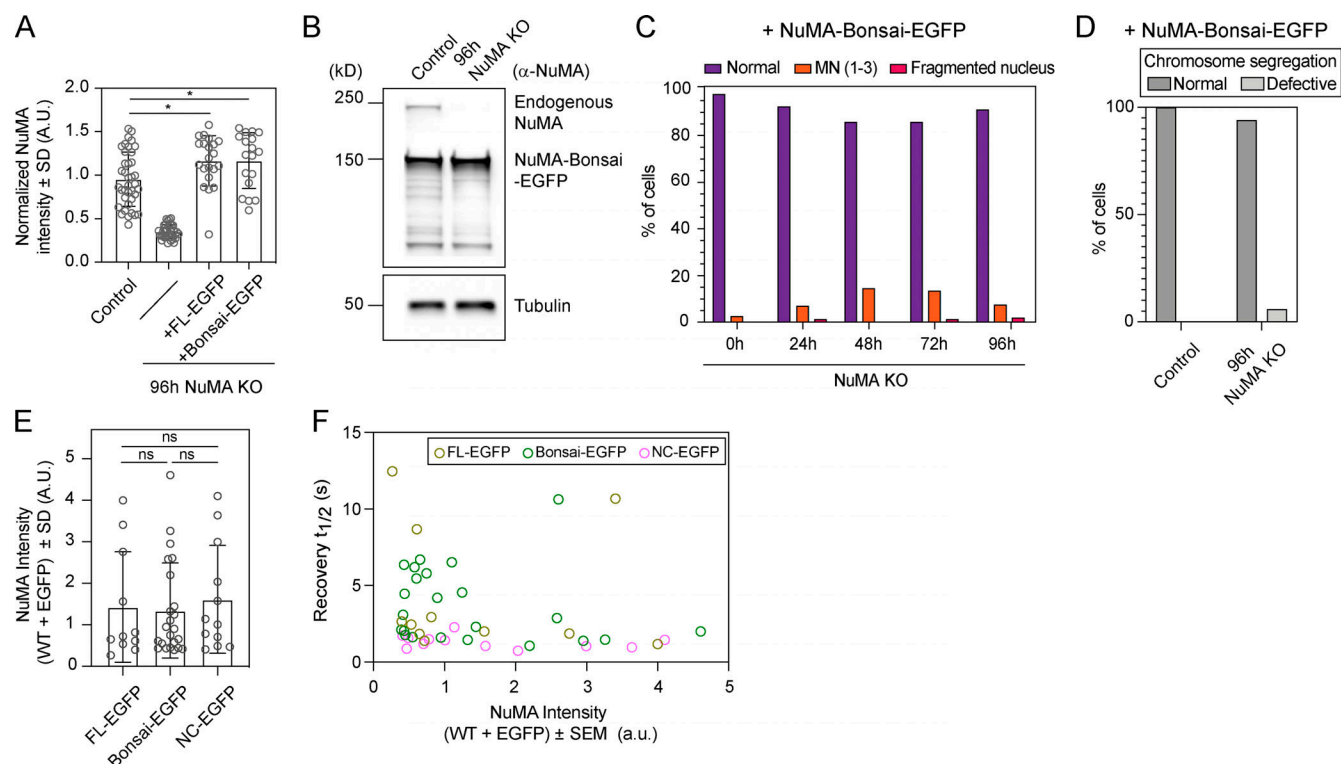 A
Normalized NuMA
intensity ± SD (A.U.)
2.0
1.5
1.0
0.5
0.0
*
*
Control
+FL-EGFP
+Bonsai-EGFP
96h NuMA KO
B
(kD)
Control
96h
NuMA KO
(α-NuMA)
250
Endogenous
NuMA
150
NuMA-Bonsai
-EGFP
50
Tubulin
C
+ NuMA-Bonsai-EGFP
Normal
MN (1-3)
Fragmented nucleus
% of cells
100
80
60
40
20
0
0h
24h
48h
72h
96h
NuMA KO
D
+ NuMA-Bonsai-EGFP
Chromosome segregation
Normal
Defective
% of cells
100
50
0
Control
96h
NuMA KO
E
NuMA Intensity
(WT + EGFP) ± SD (A.U.)
5
4
3
2
1
0
ns
ns
ns
FL-EGFP
Bonsai-EGFP
NC-EGFP
F
FL-EGFP
Bonsai-EGFP
NC-EGFP
Recovery t1/2 (s)
15
10
5
0
0
1
2
3
4
5
NuMA Intensity
(WT + EGFP) ± SEM (a.u.)